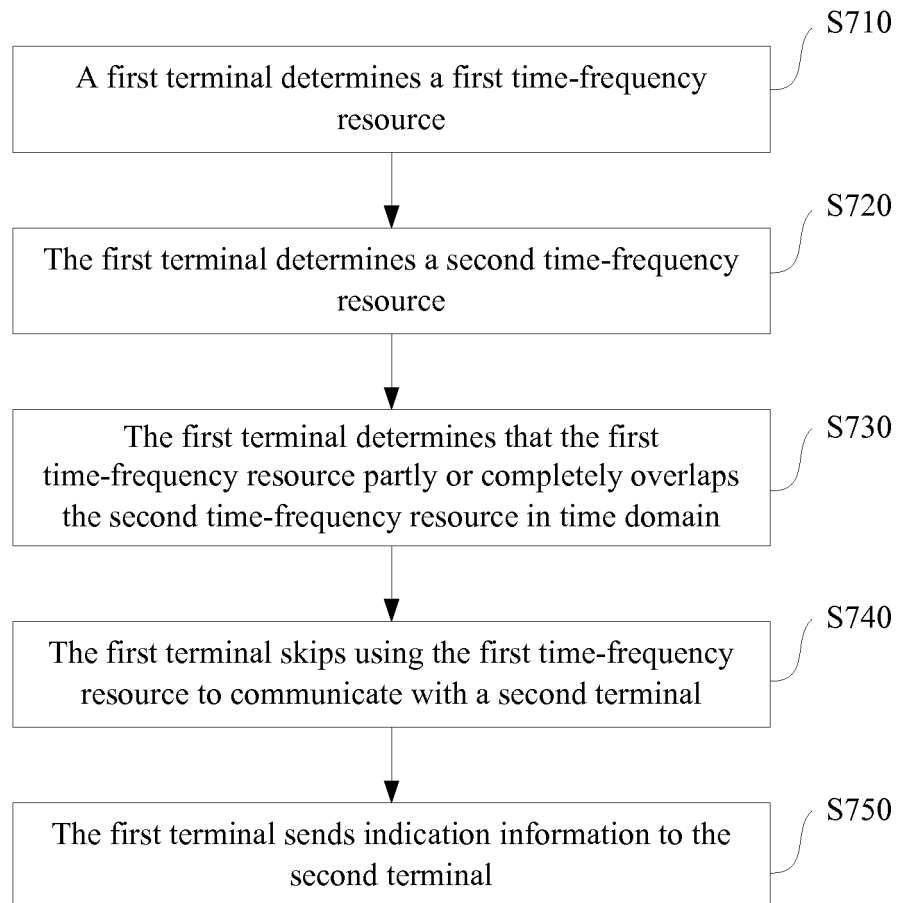 S710
A first terminal determines a first time-frequency
resource
S720
The first terminal determines a second time-frequency
resource
S730
The first terminal determines that the first
time-frequency resource partly or completely overlaps
the second time-frequency resource in time domain
S740
The first terminal skips using the first time-frequency
resource to communicate with a second terminal
S750
The first terminal sends indication information to the
second terminal